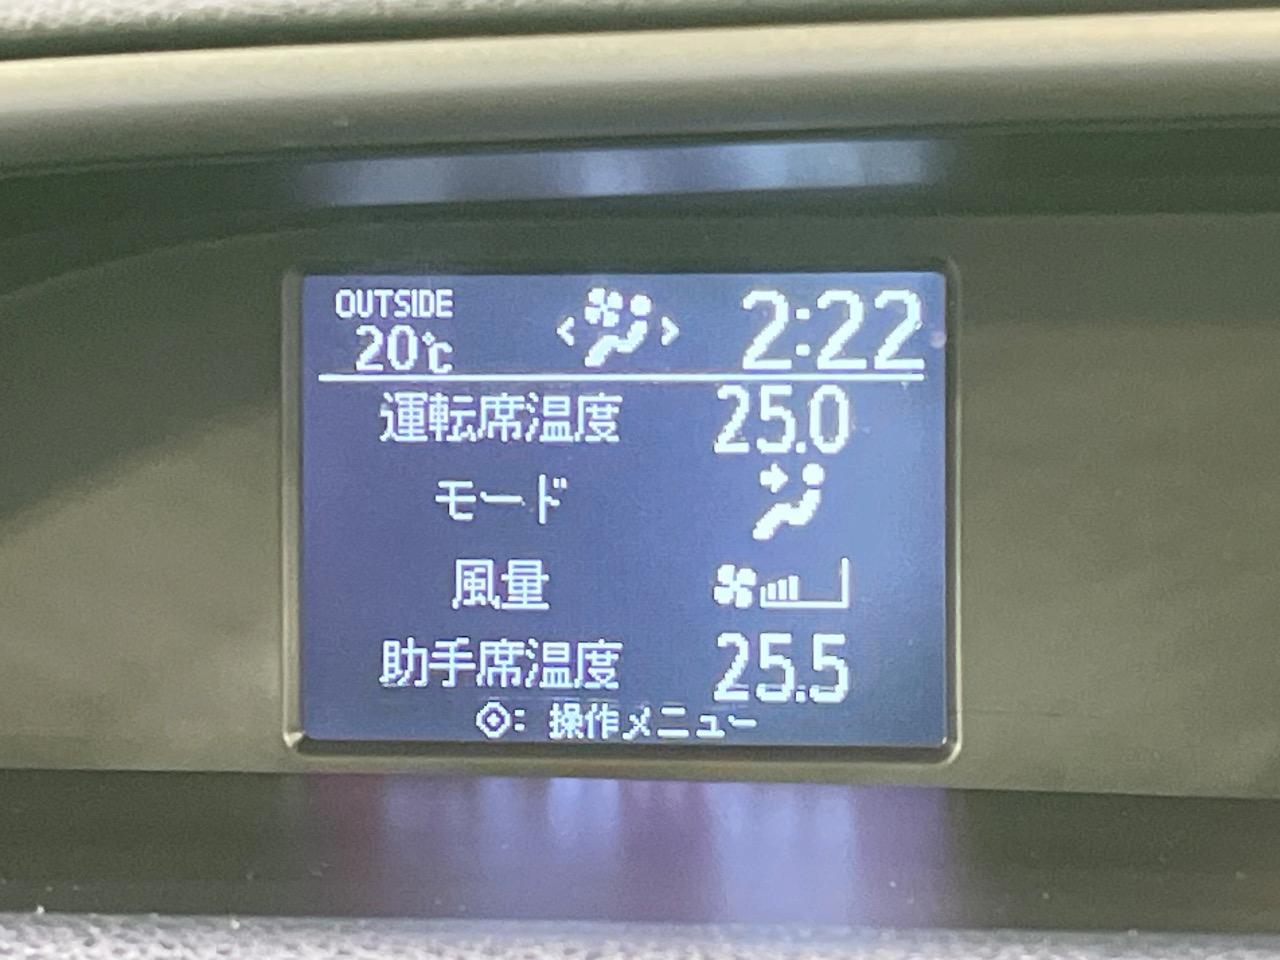 OUTSIDE
20℃ < > 2:22
運転席温度 25.0
モード
風量
助手席温度 25.5
: 操作メニュー